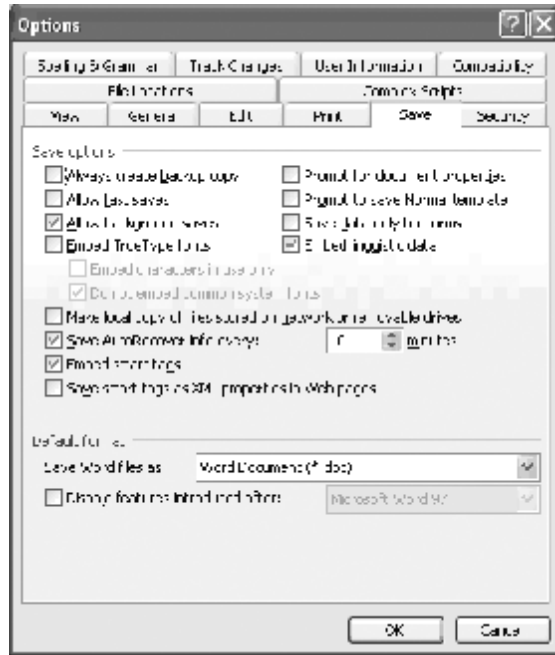 Options
Spelling & Grammar Track Changes User Information Compatibility
File Locations Complex Scripts
View General Edit Print Save Security
Save options
Always create backup copy Prompt for document properties
Allow fast saves Prompt to save Normal template
Allow background saves Save data only for forms
Embed TrueType fonts Embed linguistic data
Embed characters in use only
Do not embed common system fonts
Make local copy of files stored on network or removable drives
Save AutoRecover info every: minutes
Embed smart tags
Save smart tags as XML properties in Web pages
Default format
Save Word files as: Word Document (*.doc)
Disable features introduced after: Microsoft Word 97
OK Cancel